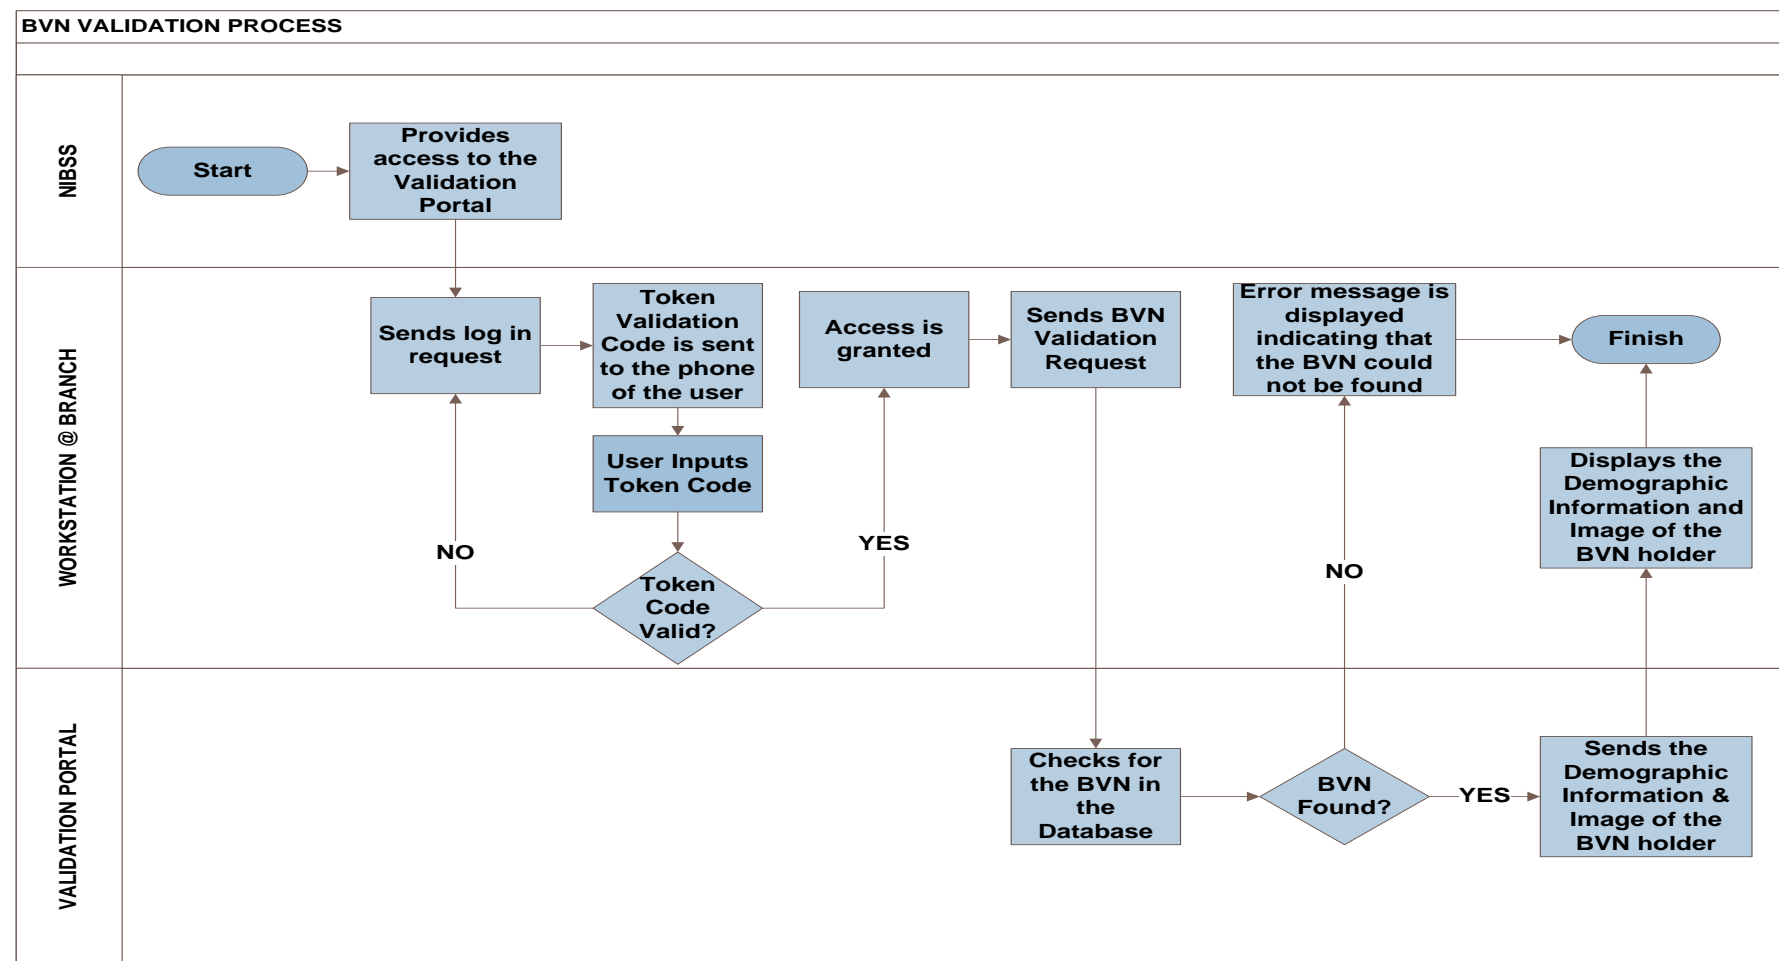 BVN VALIDATION PROCESS
NIBSS
Start
Provides
access to the
Validation
Portal
WORKSTATION @ BRANCH
Sends log in
request
Token
Validation
Code is sent
to the phone
of the user
User Inputs
Token Code
Token
Code
Valid?
NO
YES
Access is
granted
Sends BVN
Validation
Request
Error message is
displayed
indicating that
the BVN could
not be found
Finish
Displays the
Demographic
Information and
Image of the
BVN holder
NO
VALIDATION PORTAL
Checks for
the BVN in
the
Database
BVN
Found?
YES
Sends the
Demographic
Information &
Image of the
BVN holder